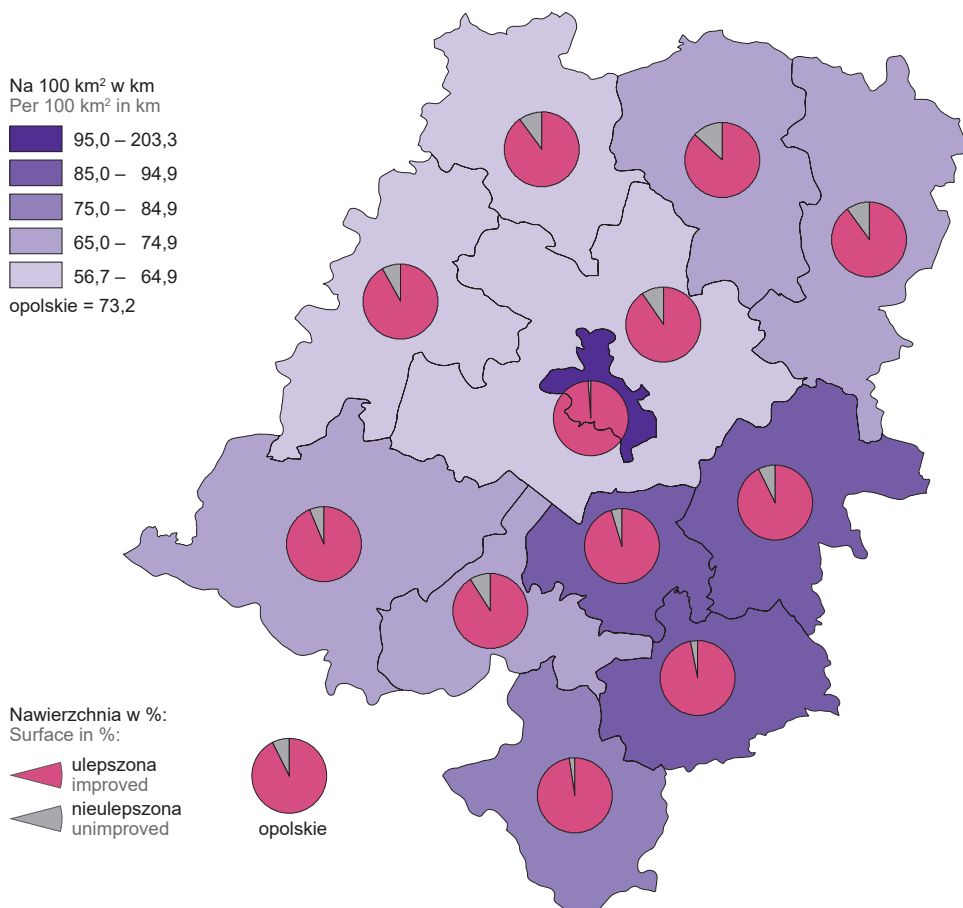 Na 100 km² w km
Per 100 km² in km
95,0 – 203,3
85,0 – 94,9
75,0 – 84,9
65,0 – 74,9
56,7 – 64,9
opolskie = 73,2
Nawierzchnia w %:
Surface in %:
ulepszona
improved
nieulepszona
unimproved
opolskie